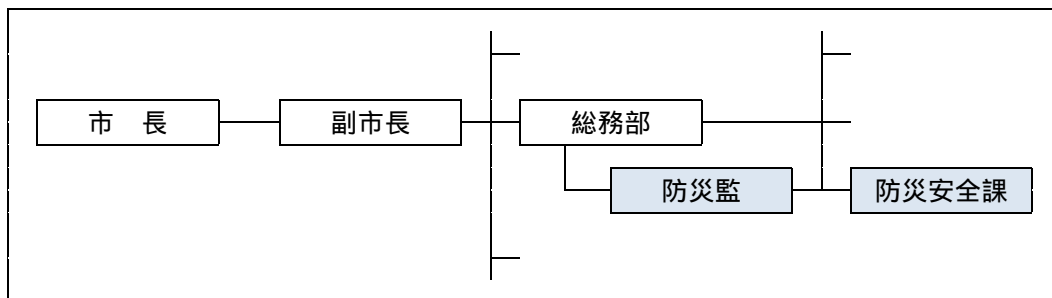 市　長
副市長
総務部
防災監
防災安全課